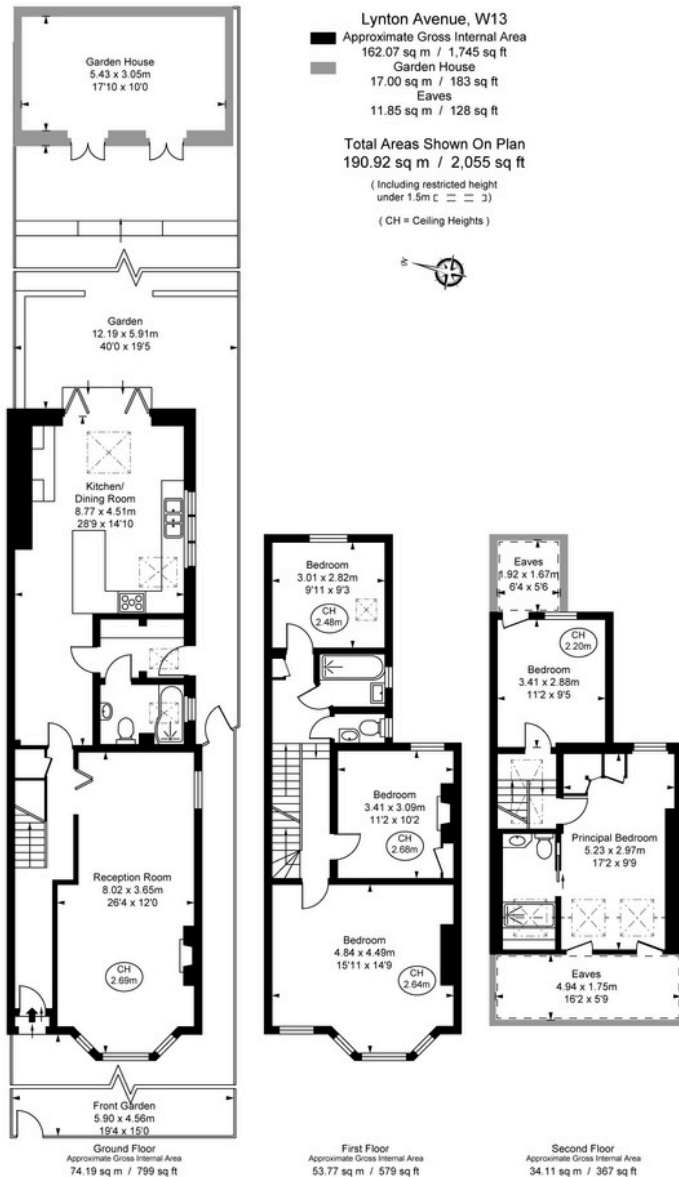 Lynton Avenue, W13
Approximate Gross Internal Area
162.07 sq m / 1,745 sq ft
Garden House
17.00 sq m / 183 sq ft
Eaves
11.85 sq m / 128 sq ft
Total Areas Shown On Plan
190.92 sq m / 2,055 sq ft
( Including restricted height
under 1.5m )
( CH = Ceiling Heights )
Garden House
5.43 x 3.05m
17'10 x 10'0
Garden
12.19 x 5.91m
40'0 x 19'5
Kitchen/
Dining Room
8.77 x 4.51m
28'9 x 14'10
Reception Room
8.02 x 3.65m
26'4 x 12'0
CH
2.69m
Front Garden
5.90 x 4.56m
19'4 x 15'0
Ground Floor
Approximate Gross Internal Area
74.19 sq m / 799 sq ft
Bedroom
3.01 x 2.82m
9'11 x 9'3
CH
2.48m
Bedroom
3.41 x 3.09m
11'2 x 10'2
CH
2.68m
Bedroom
4.84 x 4.49m
15'11 x 14'9
CH
2.64m
First Floor
Approximate Gross Internal Area
53.77 sq m / 579 sq ft
Eaves
1.92 x 1.67m
6'4 x 5'6
CH
2.20m
Bedroom
3.41 x 2.88m
11'2 x 9'5
Principal Bedroom
5.23 x 2.97m
17'2 x 9'9
Eaves
4.94 x 1.75m
16'2 x 5'9
Second Floor
Approximate Gross Internal Area
34.11 sq m / 367 sq ft